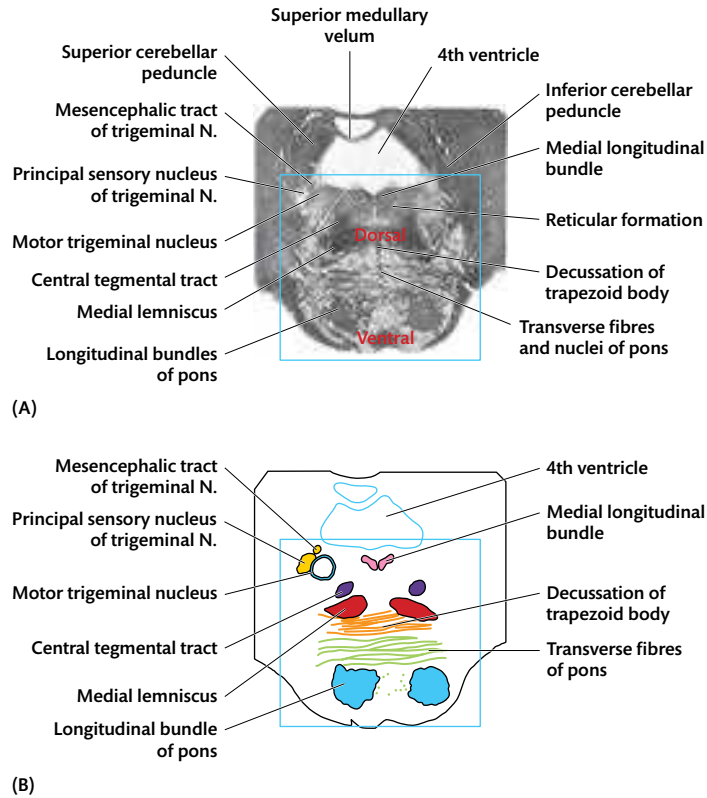 Superior medullary
velum
Superior cerebellar
peduncle
4th ventricle
Mesencephalic tract
of trigeminal N.
Inferior cerebellar
peduncle
Principal sensory nucleus
of trigeminal N.
Medial longitudinal
bundle
Motor trigeminal nucleus
Reticular formation
Dorsal
Central tegmental tract
Decussation of
trapezoid body
Medial lemniscus
Transverse fibres
and nuclei of pons
Ventral
Longitudinal bundles
of pons
(A)
Mesencephalic tract
of trigeminal N.
4th ventricle
Principal sensory nucleus
of trigeminal N.
Medial longitudinal
bundle
Motor trigeminal nucleus
Decussation of
trapezoid body
Central tegmental tract
Transverse fibres
of pons
Medial lemniscus
Longitudinal bundle
of pons
(B)